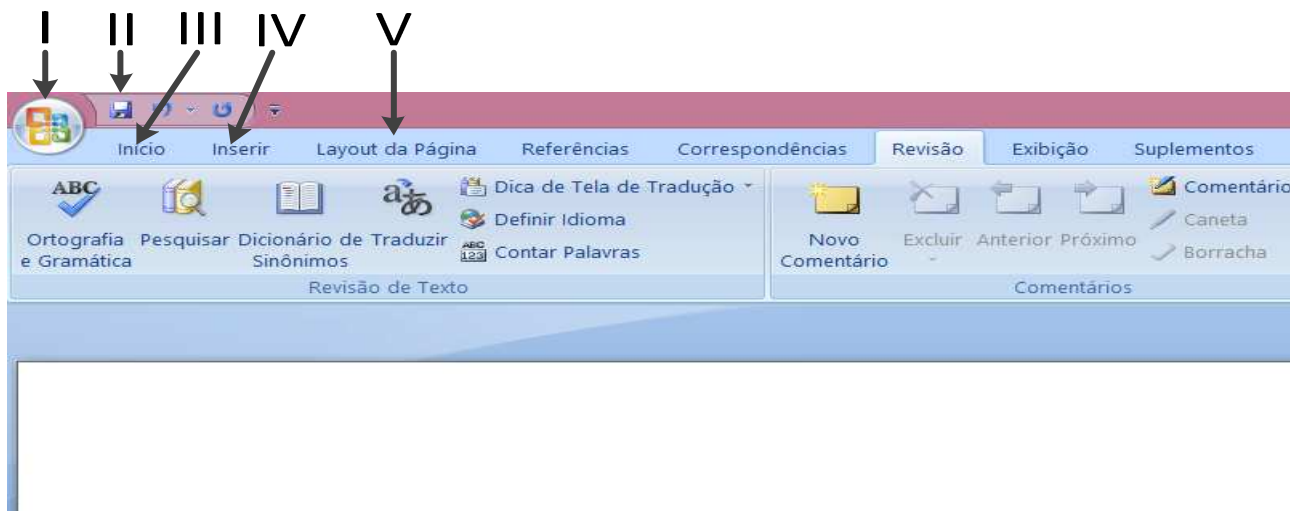 I II III IV V
Início Inserir Layout da Página Referências Correspondências Revisão Exibição Suplementos
ABC Dica de Tela de Tradução Comentário
Definir Idioma Caneta
Ortografia e Gramática Pesquisar Dicionário de Sinônimos Traduzir ABC 123 Contar Palavras Novo Comentário Excluir Anterior Próximo Borracha
Revisão de Texto Comentários